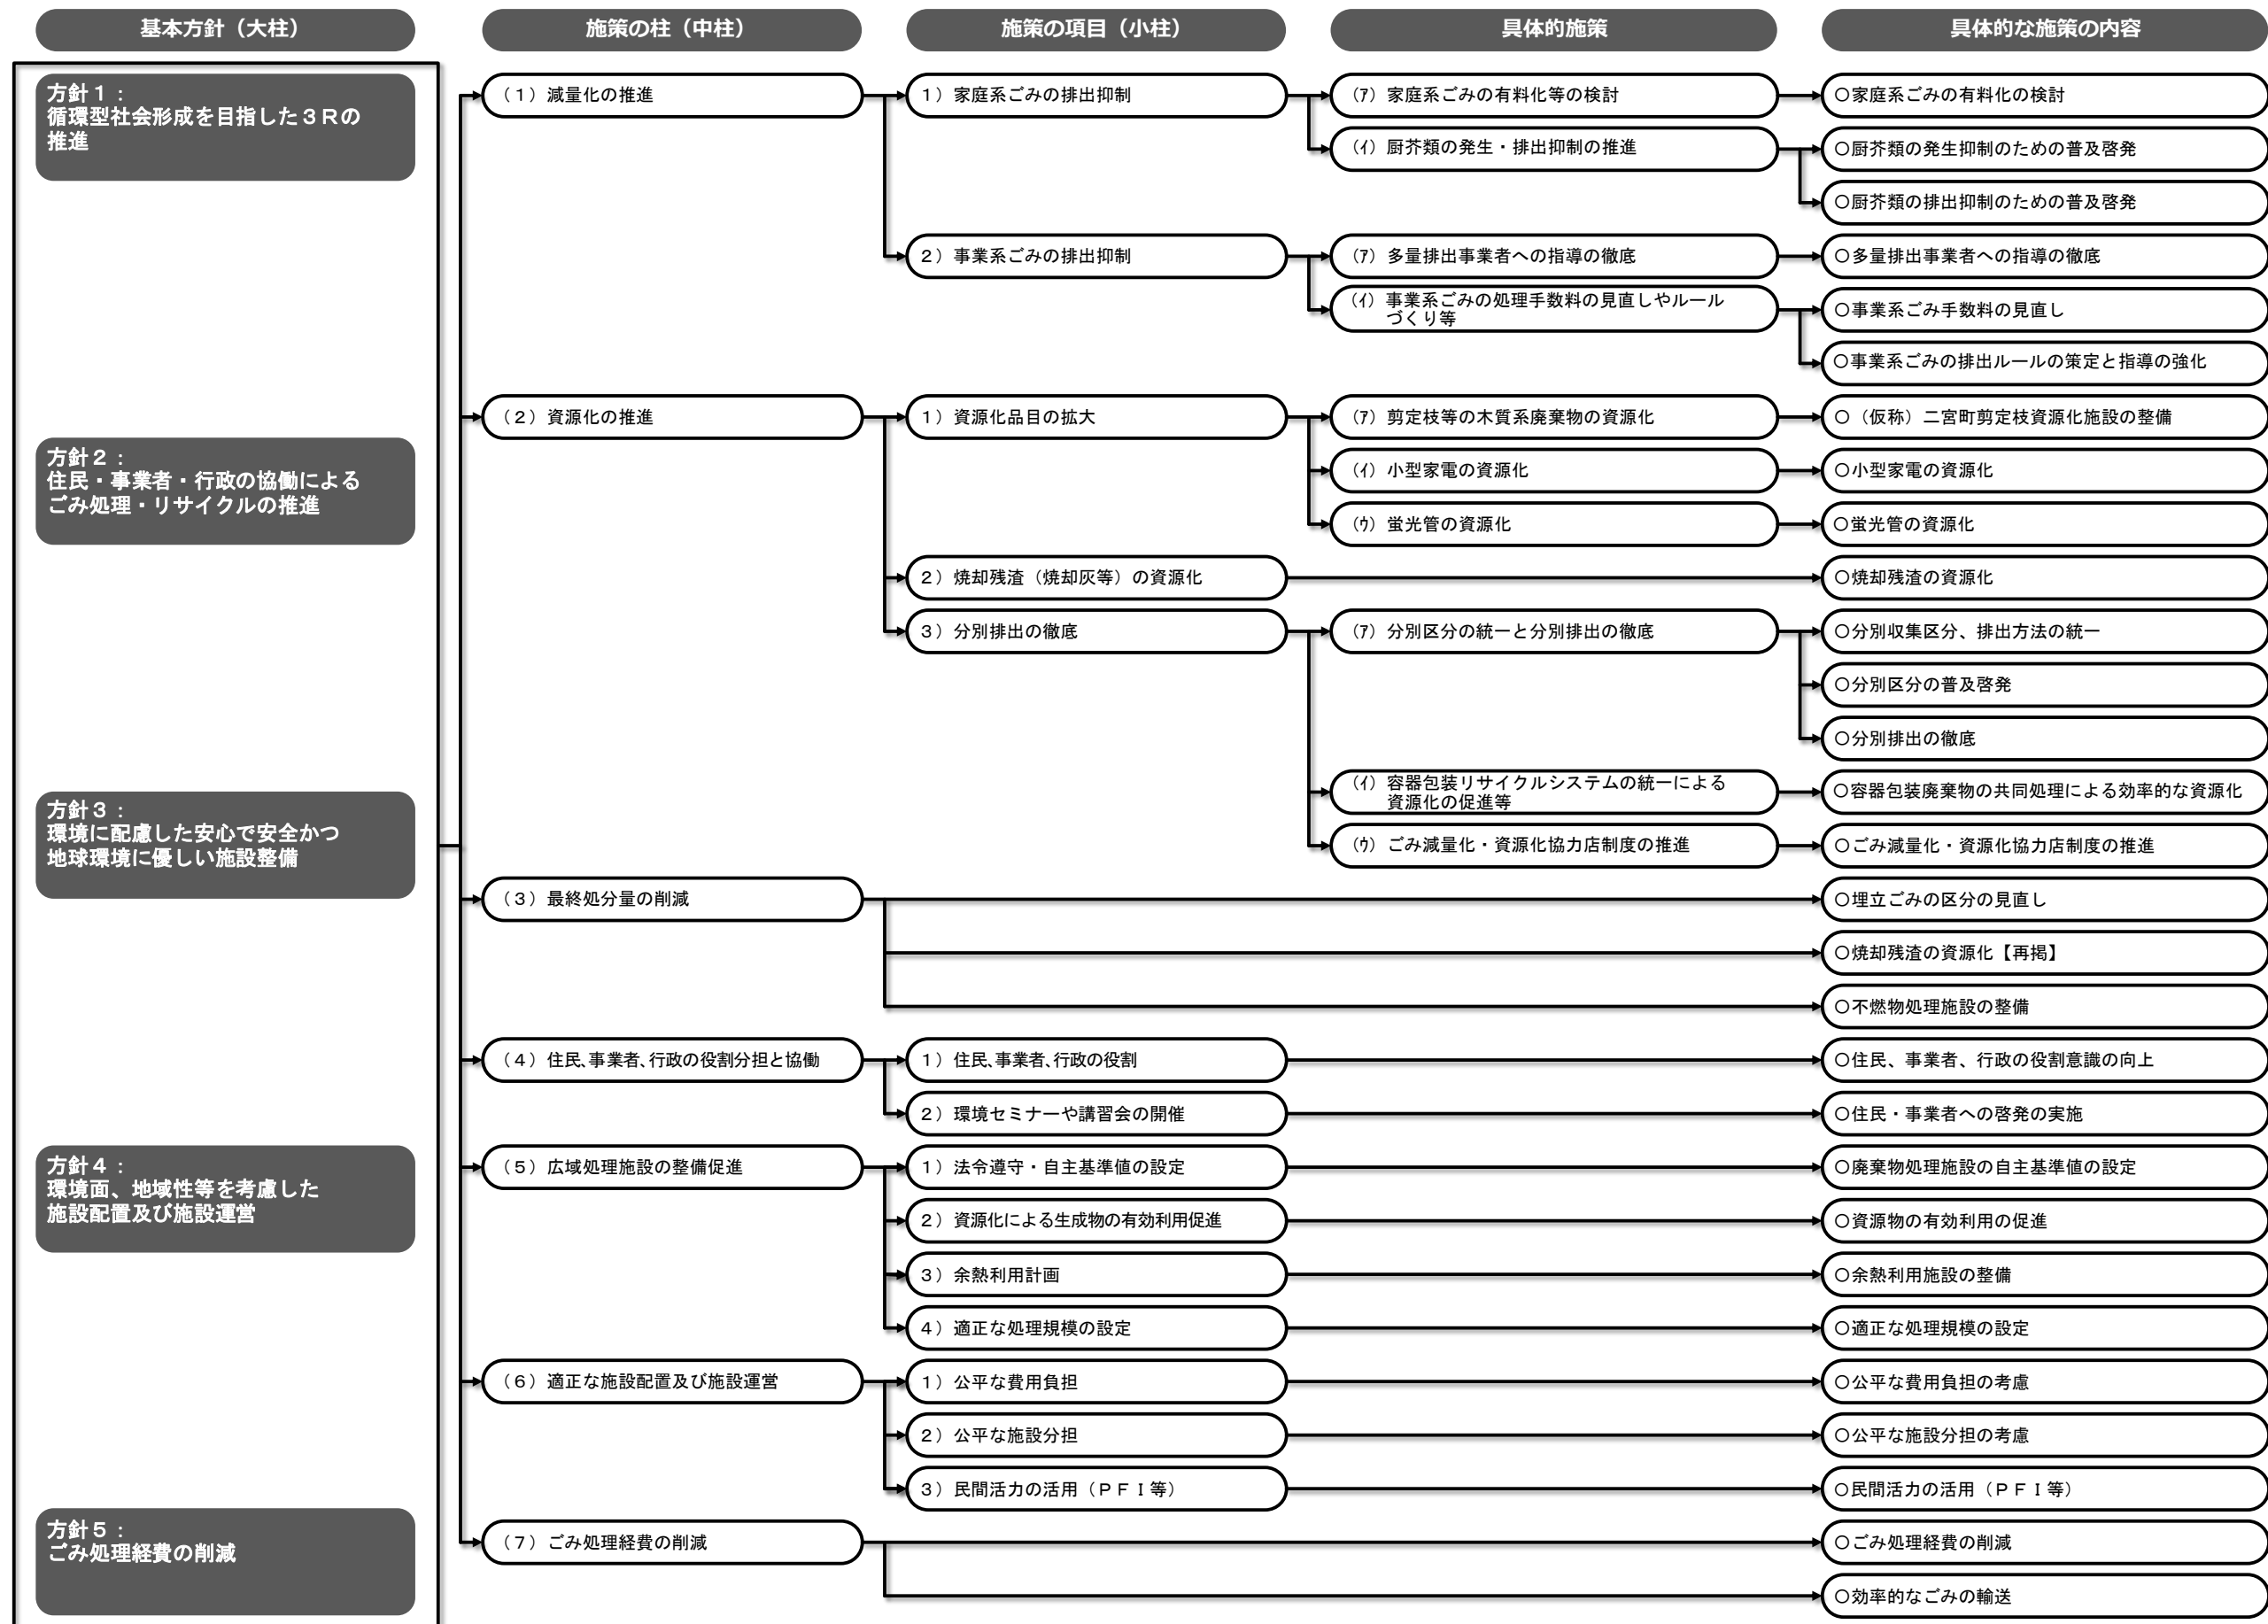 基本方針（大柱）
施策の柱（中柱）
施策の項目（小柱）
具体的施策
具体的な施策の内容
方針１：
循環型社会形成を目指した３Ｒの
推進
方針２：
住民・事業者・行政の協働による
ごみ処理・リサイクルの推進
方針３：
環境に配慮した安心で安全かつ
地球環境に優しい施設整備
方針４：
環境面、地域性等を考慮した
施設配置及び施設運営
方針５：
ごみ処理経費の削減
（１）減量化の推進
１）家庭系ごみの排出抑制
(ｱ) 家庭系ごみの有料化等の検討
○家庭系ごみの有料化の検討
(ｲ) 厨芥類の発生・排出抑制の推進
○厨芥類の発生抑制のための普及啓発
○厨芥類の排出抑制のための普及啓発
２）事業系ごみの排出抑制
(ｱ) 多量排出事業者への指導の徹底
○多量排出事業者への指導の徹底
(ｲ) 事業系ごみの処理手数料の見直しやルール
づくり等
○事業系ごみ手数料の見直し
○事業系ごみの排出ルールの策定と指導の強化
（２）資源化の推進
１）資源化品目の拡大
(ｱ) 剪定枝等の木質系廃棄物の資源化
○（仮称）二宮町剪定枝資源化施設の整備
(ｲ) 小型家電の資源化
○小型家電の資源化
(ｳ) 蛍光管の資源化
○蛍光管の資源化
２）焼却残渣（焼却灰等）の資源化
○焼却残渣の資源化
３）分別排出の徹底
(ｱ) 分別区分の統一と分別排出の徹底
○分別収集区分、排出方法の統一
○分別区分の普及啓発
○分別排出の徹底
(ｲ) 容器包装リサイクルシステムの統一による
資源化の促進等
○容器包装廃棄物の共同処理による効率的な資源化
(ｳ) ごみ減量化・資源化協力店制度の推進
○ごみ減量化・資源化協力店制度の推進
（３）最終処分量の削減
○埋立ごみの区分の見直し
○焼却残渣の資源化【再掲】
○不燃物処理施設の整備
（４）住民、事業者、行政の役割分担と協働
１）住民、事業者、行政の役割
○住民、事業者、行政の役割意識の向上
２）環境セミナーや講習会の開催
○住民・事業者への啓発の実施
（５）広域処理施設の整備促進
１）法令遵守・自主基準値の設定
○廃棄物処理施設の自主基準値の設定
２）資源化による生成物の有効利用促進
○資源物の有効利用の促進
３）余熱利用計画
○余熱利用施設の整備
４）適正な処理規模の設定
○適正な処理規模の設定
（６）適正な施設配置及び施設運営
１）公平な費用負担
○公平な費用負担の考慮
２）公平な施設分担
○公平な施設分担の考慮
３）民間活力の活用（ＰＦＩ等）
○民間活力の活用（ＰＦＩ等）
（７）ごみ処理経費の削減
○ごみ処理経費の削減
○効率的なごみの輸送